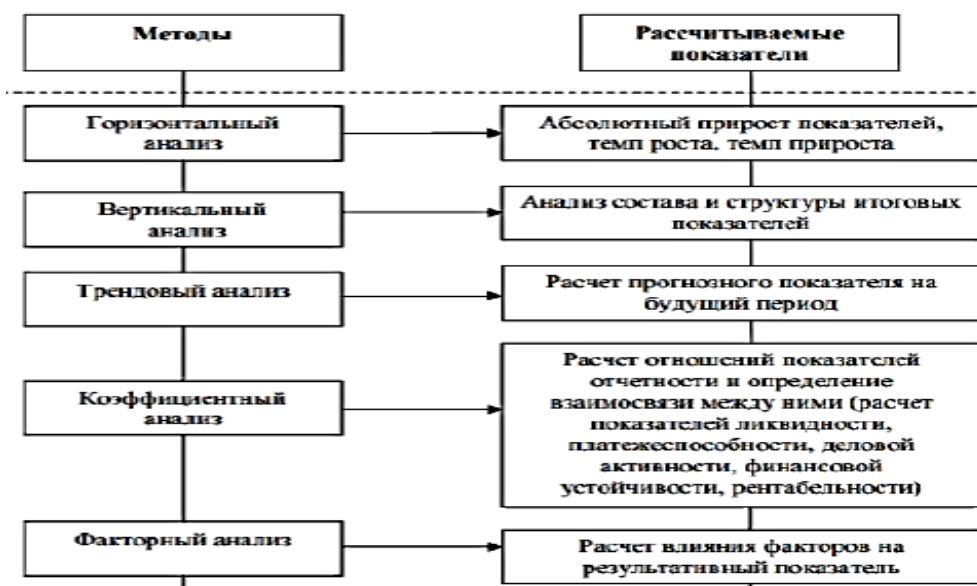 Методы
Рассчитываемые
показатели
Горизонтальный
анализ
Абсолютный прирост показателей,
темп роста, темп прироста
Вертикальный
анализ
Анализ состава и структуры итоговых
показателей
Трендовый анализ
Расчет прогнозного показателя на
будущий период
Коэффициентный
анализ
Расчет отношений показателей
отчетности и определение
взаимосвязи между ними (расчет
показателей ликвидности,
платежеспособности, деловой
активности, финансовой
устойчивости, рентабельности)
Факторный анализ
Расчет влияния факторов на
результативный показатель